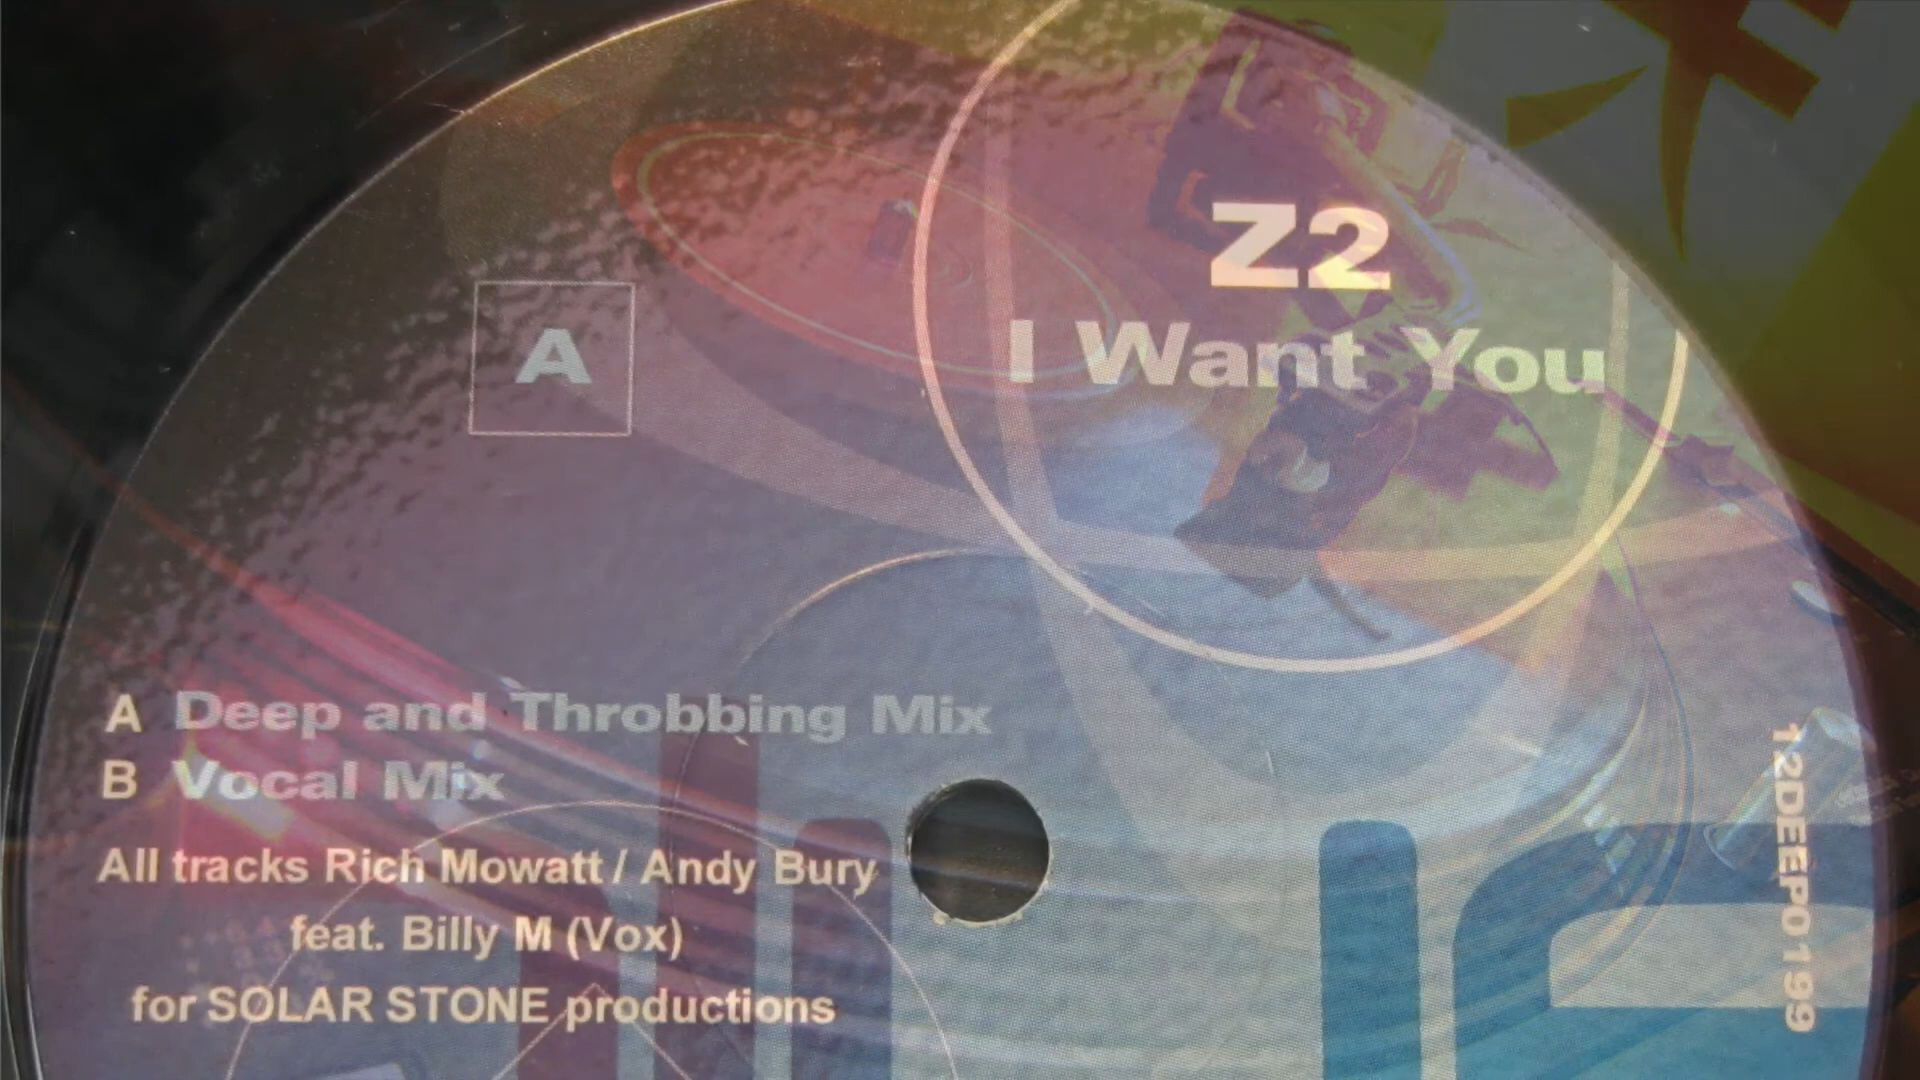 Z2
I Want You
A
A Deep and Throbbing Mix
B Vocal Mix
All tracks Rich Mowatt / Andy Bury
feat. Billy M (Vox)
for SOLAR STONE productions
12DEEP0199